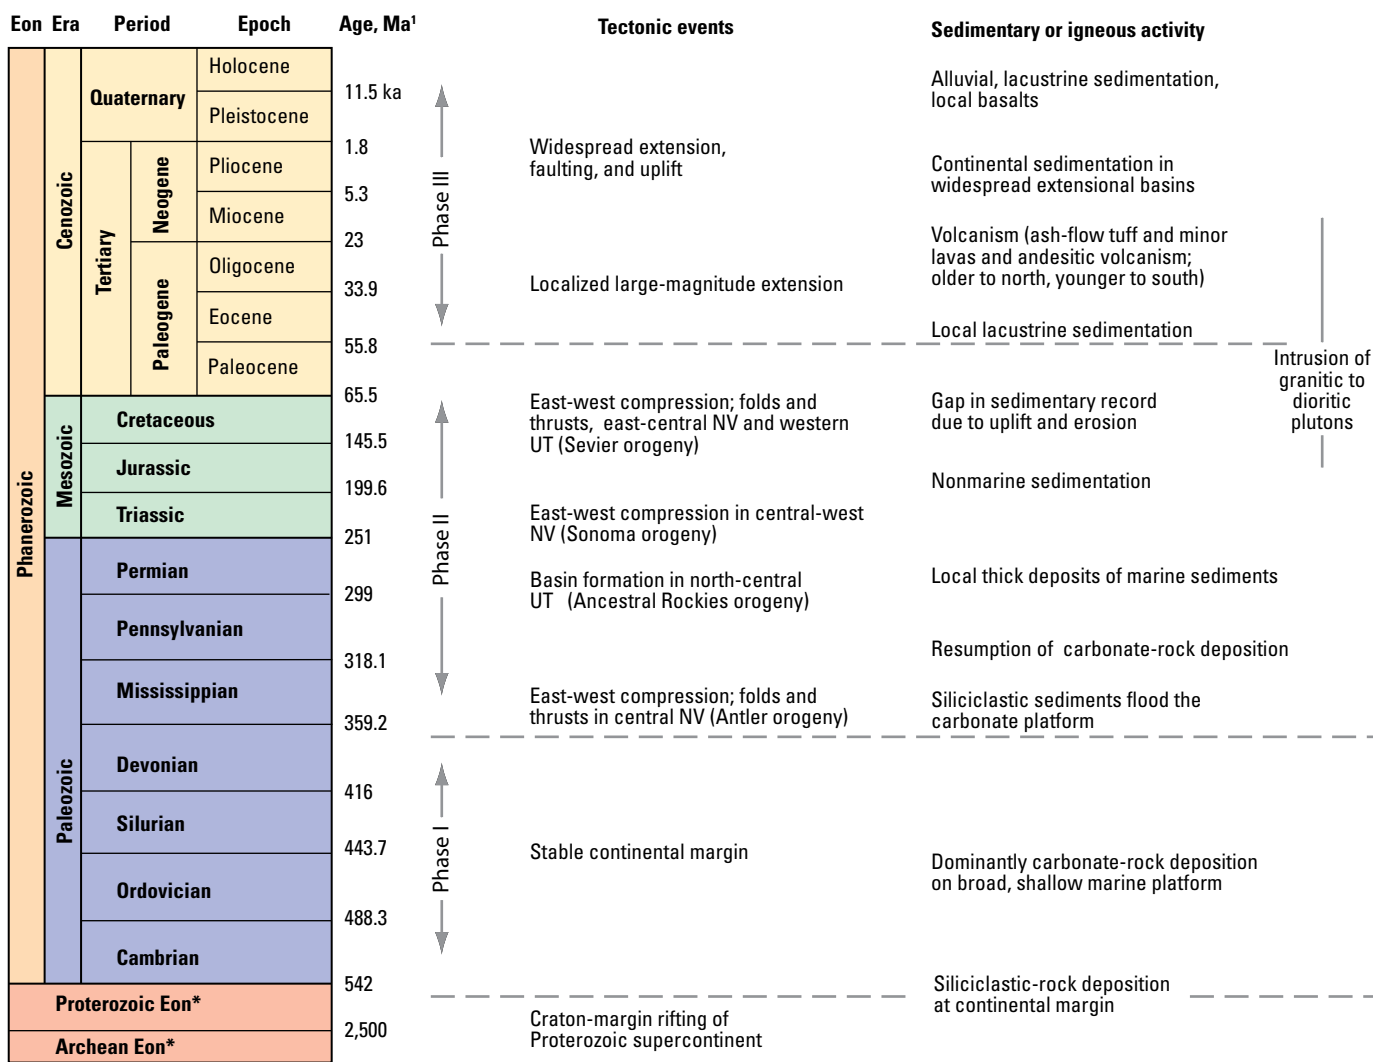 Eon Era Period Epoch Age, Ma¹ Tectonic events Sedimentary or igneous activity
Phanerozoic
Cenozoic
Quaternary
Tertiary
Neogene
Paleogene
Holocene
11.5 ka
Pleistocene
1.8
Pliocene
5.3
Miocene
23
Oligocene
33.9
Eocene
55.8
Paleocene
65.5
Mesozoic
Cretaceous
145.5
Jurassic
199.6
Triassic
251
Paleozoic
Permian
299
Pennsylvanian
318.1
Mississippian
359.2
Devonian
416
Silurian
443.7
Ordovician
488.3
Cambrian
542
Proterozoic Eon*
2,500
Archean Eon*
Phase III
Phase II
Phase I
Widespread extension,
faulting, and uplift
Localized large-magnitude extension
East-west compression; folds and
thrusts, east-central NV and western
UT (Sevier orogeny)
East-west compression in central-west
NV (Sonoma orogeny)
Basin formation in north-central
UT (Ancestral Rockies orogeny)
East-west compression; folds and
thrusts in central NV (Antler orogeny)
Stable continental margin
Craton-margin rifting of
Proterozoic supercontinent
Alluvial, lacustrine sedimentation,
local basalts
Continental sedimentation in
widespread extensional basins
Volcanism (ash-flow tuff and minor
lavas and andesitic volcanism;
older to north, younger to south)
Local lacustrine sedimentation
Gap in sedimentary record
due to uplift and erosion
Nonmarine sedimentation
Local thick deposits of marine sediments
Resumption of carbonate-rock deposition
Siliciclastic sediments flood the
carbonate platform
Dominantly carbonate-rock deposition
on broad, shallow marine platform
Siliciclastic-rock deposition
at continental margin
Intrusion of
granitic to
dioritic
plutons